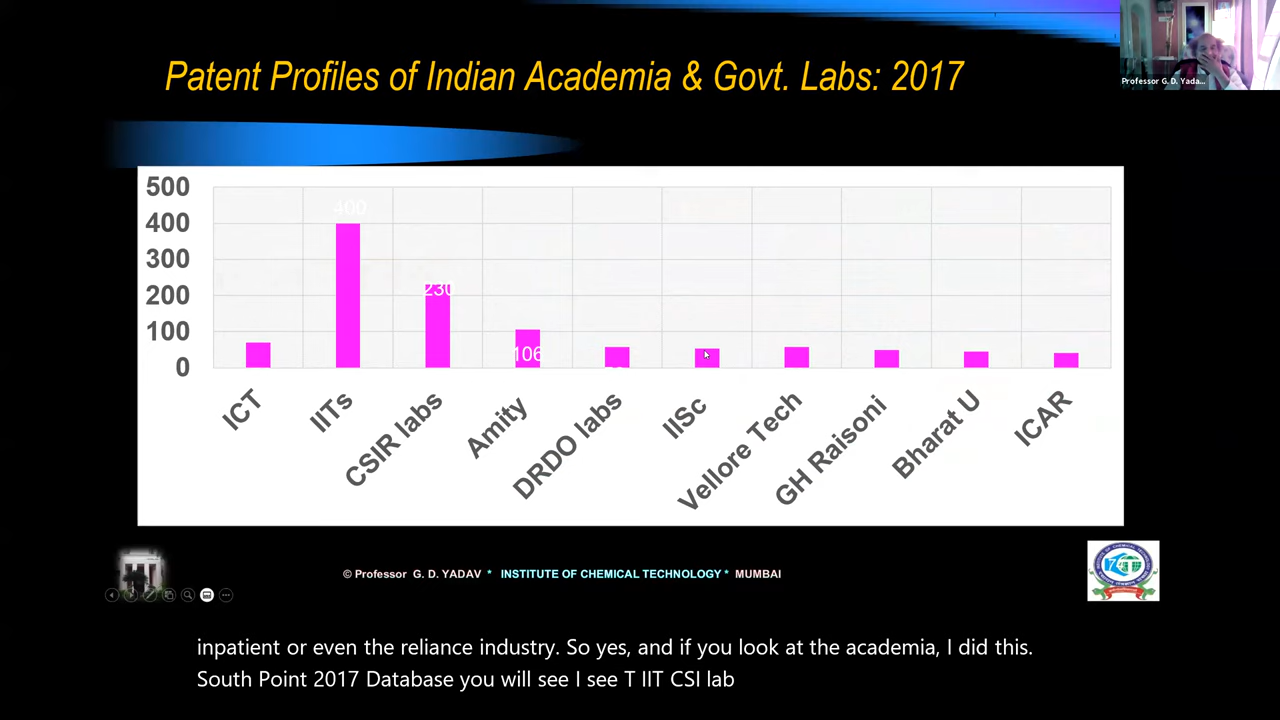 Patent Profiles of Indian Academia & Govt. Labs: 2017
Professor G. D. Yada...
500
400
300
200
100
0
400
230
106
ICT
IITs
CSIR labs
Amity
DRDO labs
IISc
Vellore Tech
GH Raisoni
Bharat U
ICAR
© Professor G. D. YADAV * INSTITUTE OF CHEMICAL TECHNOLOGY * MUMBAI
inpatient or even the reliance industry. So yes, and if you look at the academia, I did this.
South Point 2017 Database you will see I see T IIT CSI lab